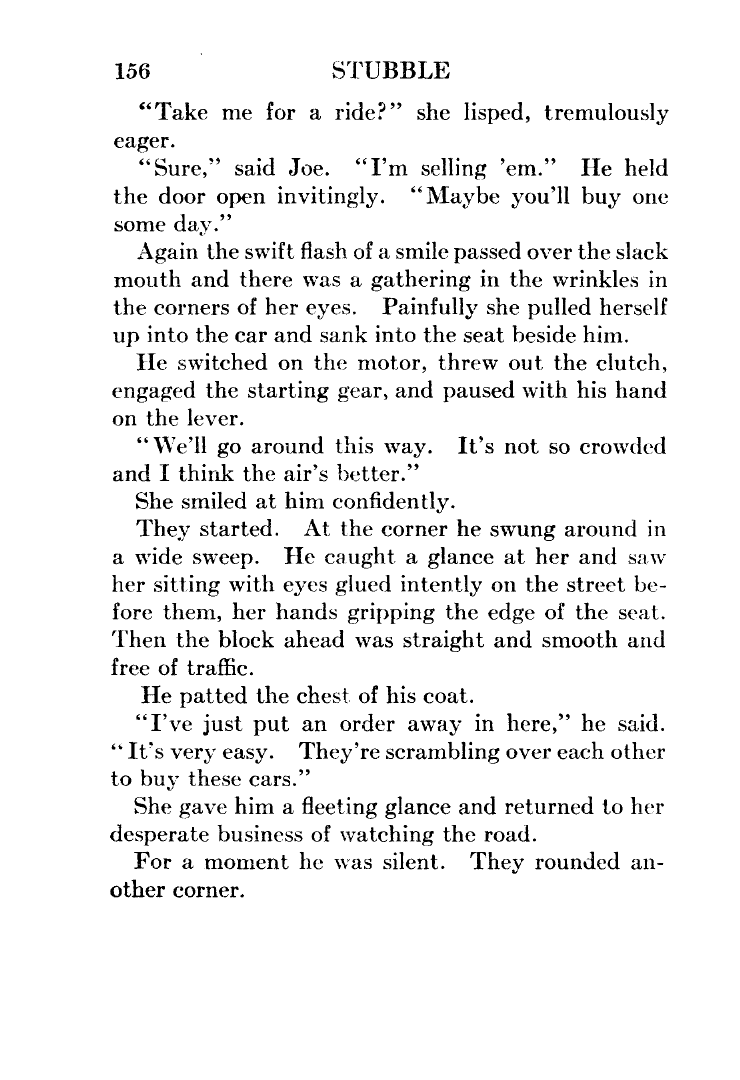 156 STUBBLE
“Take me for a ride?” she lisped, tremulously
eager.
“Sure,” said Joe. “I’m selling ’em.” He held
the door open invitingly. “Maybe you’ll buy one
some day.”
Again the swift flash of a smile passed over the slack
mouth and there was a gathering in the wrinkles in
the corners of her eyes. Painfully she pulled herself
up into the car and sank into the seat beside him.
He switched on the motor, threw out the clutch,
engaged the starting gear, and paused with his hand
on the lever.
“We’ll go around this way. It’s not so crowded
and I think the air’s better.”
She smiled at him confidently.
They started. At the corner he swung around in
a wide sweep. He caught a glance at her and saw
her sitting with eyes glued intently on the street be-
fore them, her hands gripping the edge of the seat.
Then the block ahead was straight and smooth and
free of traffic.
He patted the chest of his coat.
“I’ve just put an order away in here,” he said.
“It’s very easy. They’re scrambling over each other
to buy these cars.”
She gave him a fleeting glance and returned to her
desperate business of watching the road.
For a moment he was silent. They rounded an-
other corner.